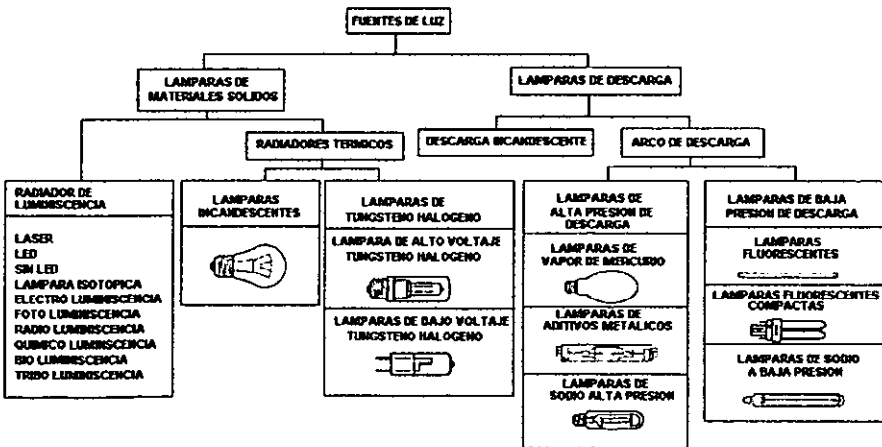 FUENTES DE LUZ
LAMPARAS DE
MATERIALES SOLIDOS
LAMPARAS DE DESCARGA
RADIADORES TERMICOS
DESCARGA INCANDESCENTE
ARCO DE DESCARGA
RADIADOR DE
LUMINISCENCIA
LASER
LED
SIN LED
LAMPARA ISOTOPICA
ELECTRO LUMINISCENCIA
FOTO LUMINISCENCIA
RADIO LUMINISCENCIA
QUIMICO LUMINISCENCIA
BIO LUMINISCENCIA
TRIBO LUMINISCENCIA
LAMPARAS
INCANDESCENTES
LAMPARAS DE
TUNGSTENO HALOGENO
LAMPARA DE ALTO VOLTAJE
TUNGSTENO HALOGENO
LAMPARAS DE BAJO VOLTAJE
TUNGSTENO HALOGENO
LAMPARAS DE
ALTA PRESION DE
DESCARGA
LAMPARAS DE
VAPOR DE MERCURIO
LAMPARAS DE
ADITIVOS METALICOS
LAMPARAS DE
SODIO ALTA PRESION
LAMPARAS DE BAJA
PRESION DE DESCARGA
LAMPARAS
FLUORESCENTES
LAMPARAS FLUORESCENTES
COMPACTAS
LAMPARAS DE SODIO
A BAJA PRESION